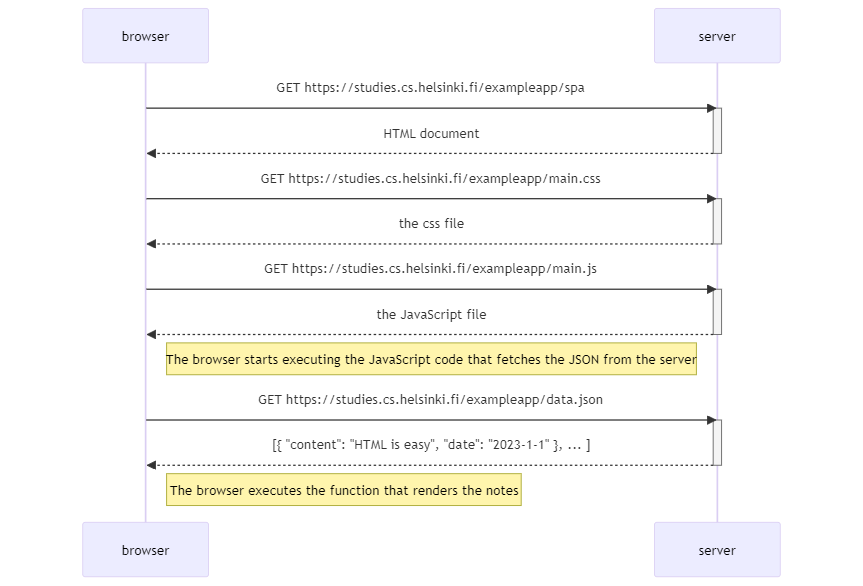 browser
server
GET https://studies.cs.helsinki.fi/exampleapp/spa
HTML document
GET https://studies.cs.helsinki.fi/exampleapp/main.css
the css file
GET https://studies.cs.helsinki.fi/exampleapp/main.js
the JavaScript file
The browser starts executing the JavaScript code that fetches the JSON from the server
GET https://studies.cs.helsinki.fi/exampleapp/data.json
[{ "content": "HTML is easy", "date": "2023-1-1" }, ... ]
The browser executes the function that renders the notes
browser
server